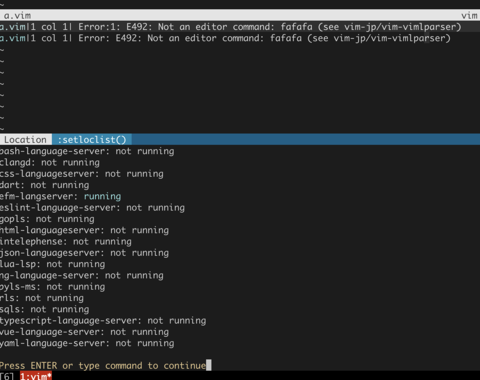 ~
a.vim vim
a.vim|1 col 1| Error:1: E492: Not an editor command: fafafa (see vim-jp/vim-vimlparser)
a.vim|1 col 1| Error: E492: Not an editor command: fafafa (see vim-jp/vim-vimlparser)
~
~
~
~
~
~
~
~
Location :setloclist()
bash-language-server: not running
clangd: not running
css-languageserver: not running
dart: not running
efm-langserver: running
eslint-language-server: not running
gopls: not running
html-languageserver: not running
intelephense: not running
json-languageserver: not running
lua-lsp: not running
ng-language-server: not running
pyls-ms: not running
rls: not running
sqls: not running
typescript-language-server: not running
vue-language-server: not running
yaml-language-server: not running
Press ENTER or type command to continue
[6] 1:vim*